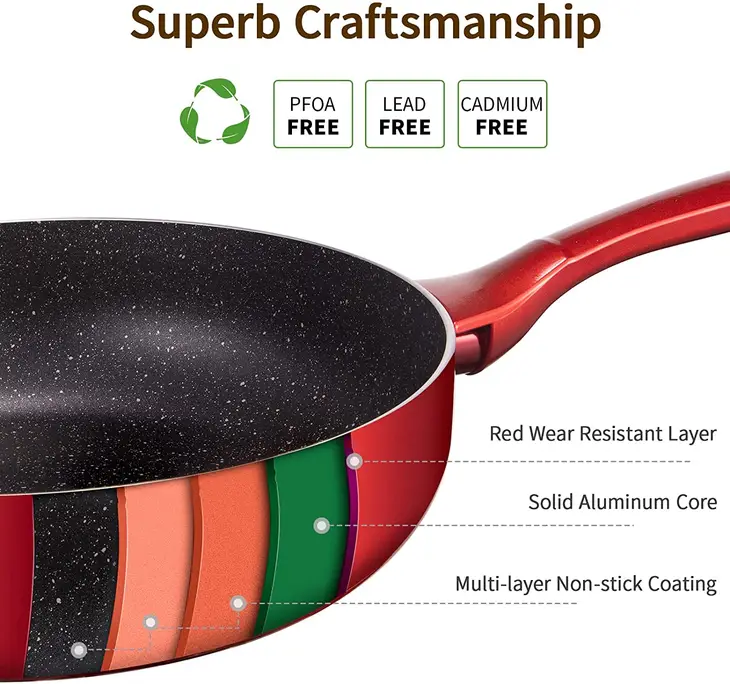 Superb Craftsmanship
PFOA
FREE
LEAD
FREE
CADMIUM
FREE
Red Wear Resistant Layer
Solid Aluminum Core
Multi-layer Non-stick Coating